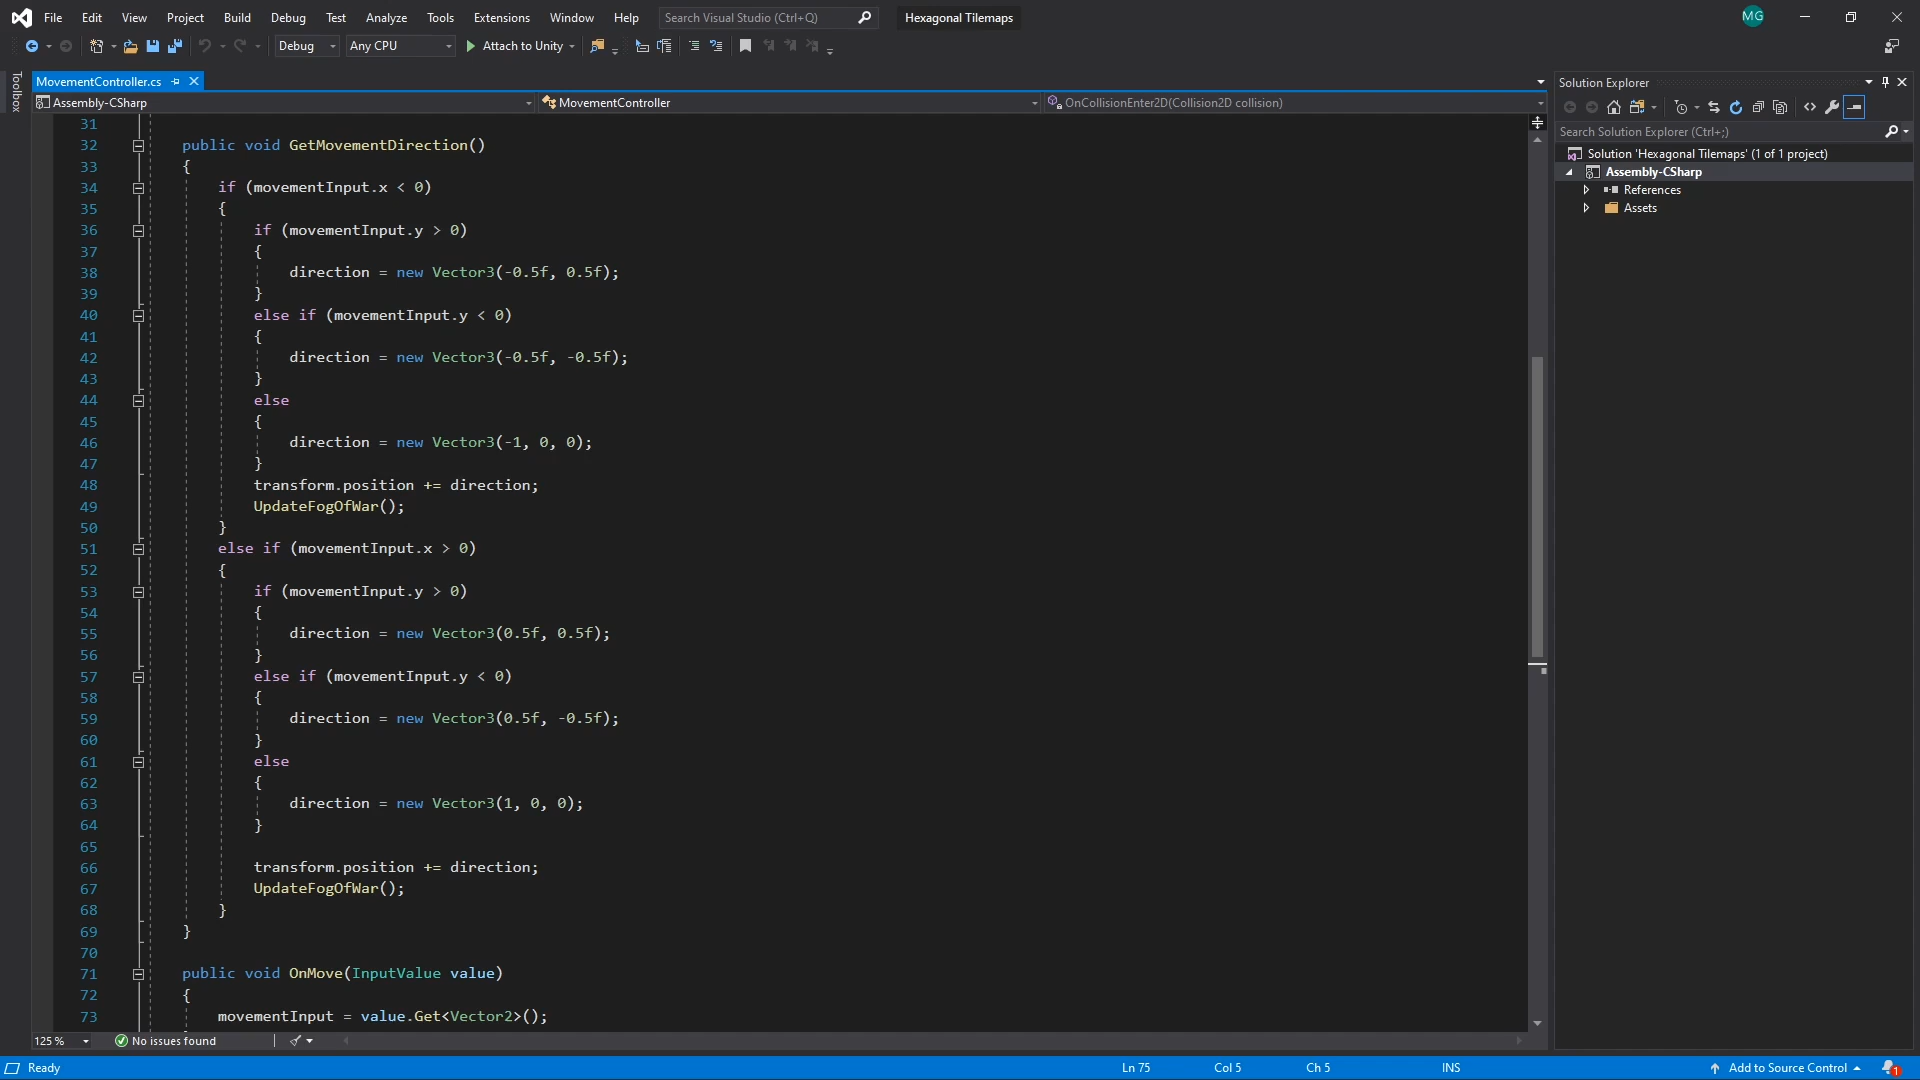 File Edit View Project Build Debug Test Analyze Tools Extensions Window Help Search Visual Studio (Ctrl+Q) Hexagonal Tilemaps MG
Debug Any CPU Attach to Unity
Toolbox
MovementController.cs
Assembly-CSharp MovementController OnCollisionEnter2D(Collision2D collision)
31
32 public void GetMovementDirection()
33 {
34 if (movementInput.x < 0)
35 {
36 if (movementInput.y > 0)
37 {
38 direction = new Vector3(-0.5f, 0.5f);
39 }
40 else if (movementInput.y < 0)
41 {
42 direction = new Vector3(-0.5f, -0.5f);
43 }
44 else
45 {
46 direction = new Vector3(-1, 0, 0);
47 }
48 transform.position += direction;
49 UpdateFogOfWar();
50 }
51 else if (movementInput.x > 0)
52 {
53 if (movementInput.y > 0)
54 {
55 direction = new Vector3(0.5f, 0.5f);
56 }
57 else if (movementInput.y < 0)
58 {
59 direction = new Vector3(0.5f, -0.5f);
60 }
61 else
62 {
63 direction = new Vector3(1, 0, 0);
64 }
65
66 transform.position += direction;
67 UpdateFogOfWar();
68 }
69 }
70
71 public void OnMove(InputValue value)
72 {
73 movementInput = value.Get<Vector2>();
125 % No issues found
Solution Explorer
Search Solution Explorer (Ctrl+;)
Solution 'Hexagonal Tilemaps' (1 of 1 project)
Assembly-CSharp
References
Assets
Ready Ln 75 Col 5 Ch 5 INS Add to Source Control 1